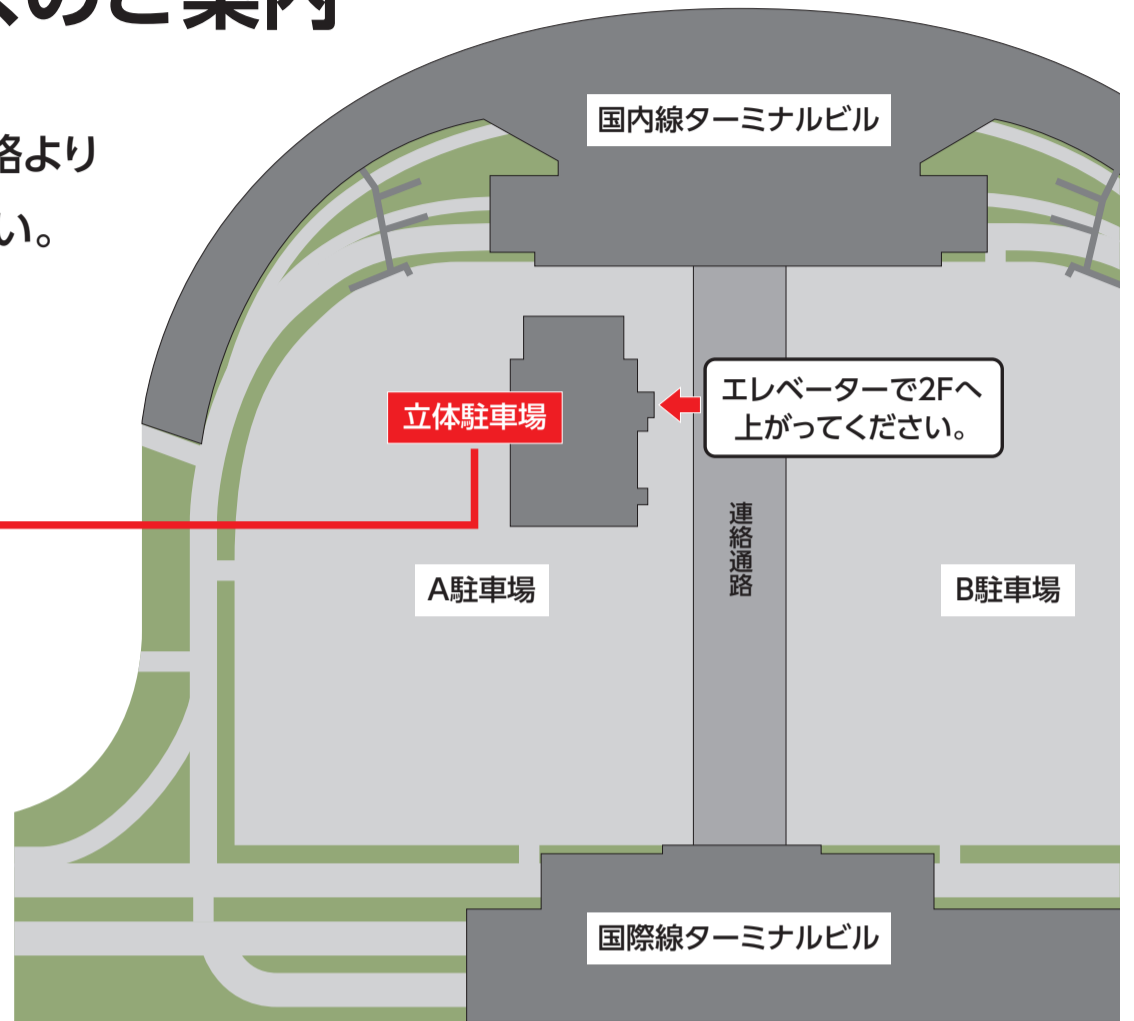 のご案内
路より
い。
国内線ターミナルビル
立体駐車場
エレベーターで2Fへ
上がってください。
連絡通路
A駐車場
B駐車場
国際線ターミナルビル